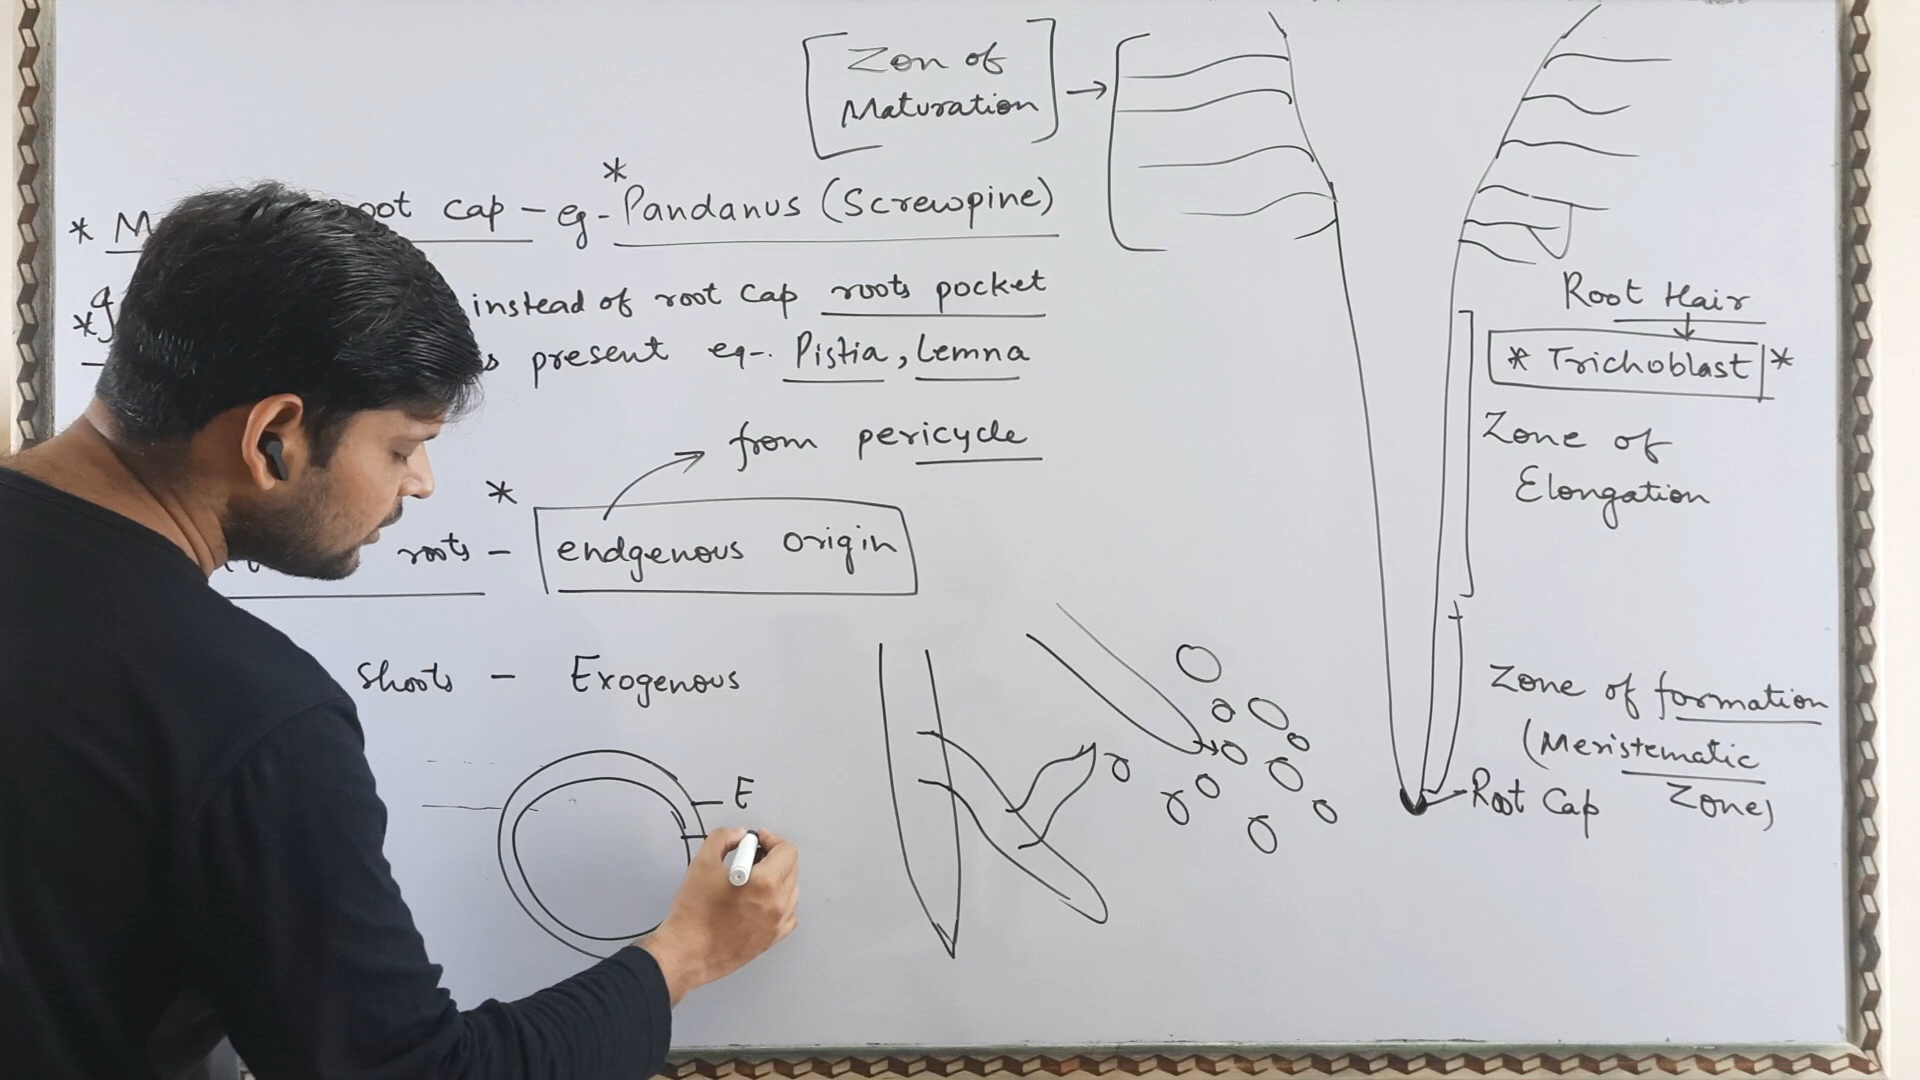 Zon of
Maturation
* M oot cap - eg - *Pandanus (Screwpine)
* instead of root cap roots pocket
s present eg-. Pistia, Lemna
from pericycle
*
roots - endgenous origin
shoots - Exogenous
E
Root Hair
* Trichoblast *
Zone of
Elongation
Zone of formation
(Meristematic
Zone)
Root Cap